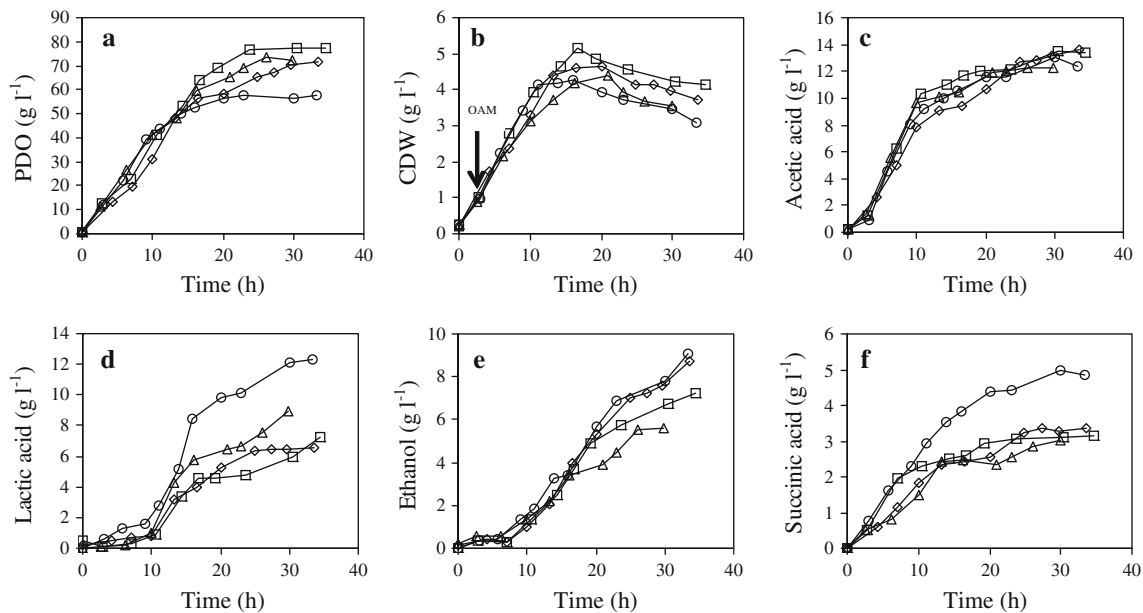 a
PDO (g l⁻¹)
90
80
70
60
50
40
30
20
10
0
0 10 20 30 40
Time (h)
b
CDW (g l⁻¹)
6
5
4
3
2
1
0
OAM
0 10 20 30 40
Time (h)
c
Acetic acid (g l⁻¹)
16
14
12
10
8
6
4
2
0
0 10 20 30 40
Time (h)
d
Lactic acid (g l⁻¹)
14
12
10
8
6
4
2
0
0 10 20 30 40
Time (h)
e
Ethanol (g l⁻¹)
10
8
6
4
2
0
0 10 20 30 40
Time (h)
f
Succinic acid (g l⁻¹)
6
5
4
3
2
1
0
0 10 20 30 40
Time (h)